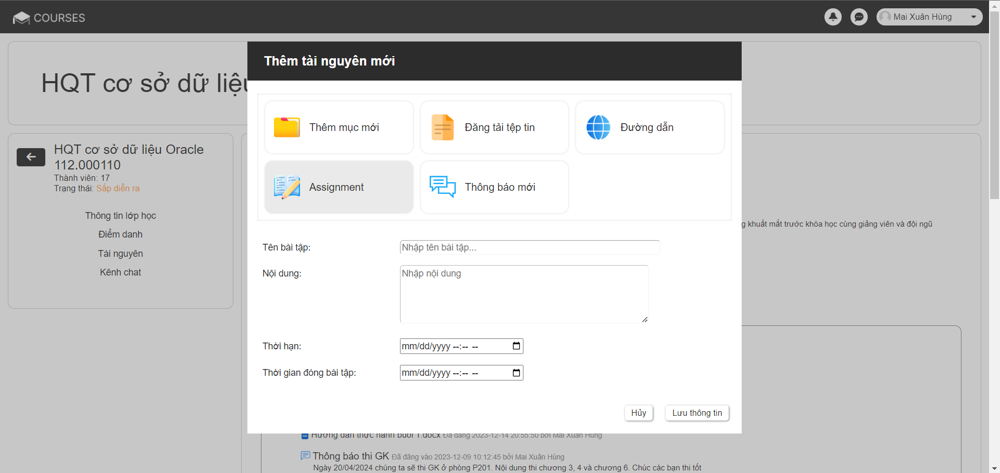 COURSES
Mai Xuân Hùng
HQT cơ sở dữ liệu
Thêm tài nguyên mới
Thêm mục mới
Đăng tải tệp tin
Đường dẫn
Assignment
Thông báo mới
HQT cơ sở dữ liệu Oracle
112.000110
Thành viên: 17
Trạng thái: Sắp diễn ra
Thông tin lớp học
Điểm danh
Tài nguyên
Kênh chat
khuất mắt trước khóa học cùng giảng viên và đội ngũ
Tên bài tập:
Nhập tên bài tập...
Nội dung:
Nhập nội dung
Thời hạn:
mm/dd/yyyy --:-- --
Thời gian đóng bài tập:
mm/dd/yyyy --:-- --
Hủy
Lưu thông tin
Hướng dẫn thực hành buổi 1.docx Đã đăng 2023-12-14 20:55:50 bởi Mai Xuân Hùng
Thông báo thi GK Đã đăng vào 2023-12-09 10:12:45 bởi Mai Xuân Hùng
Ngày 20/04/2024 chúng ta sẽ thi GK ở phòng P201. Nội dung thi chương 3, 4 và chương 6. Chúc các bạn thi tốt